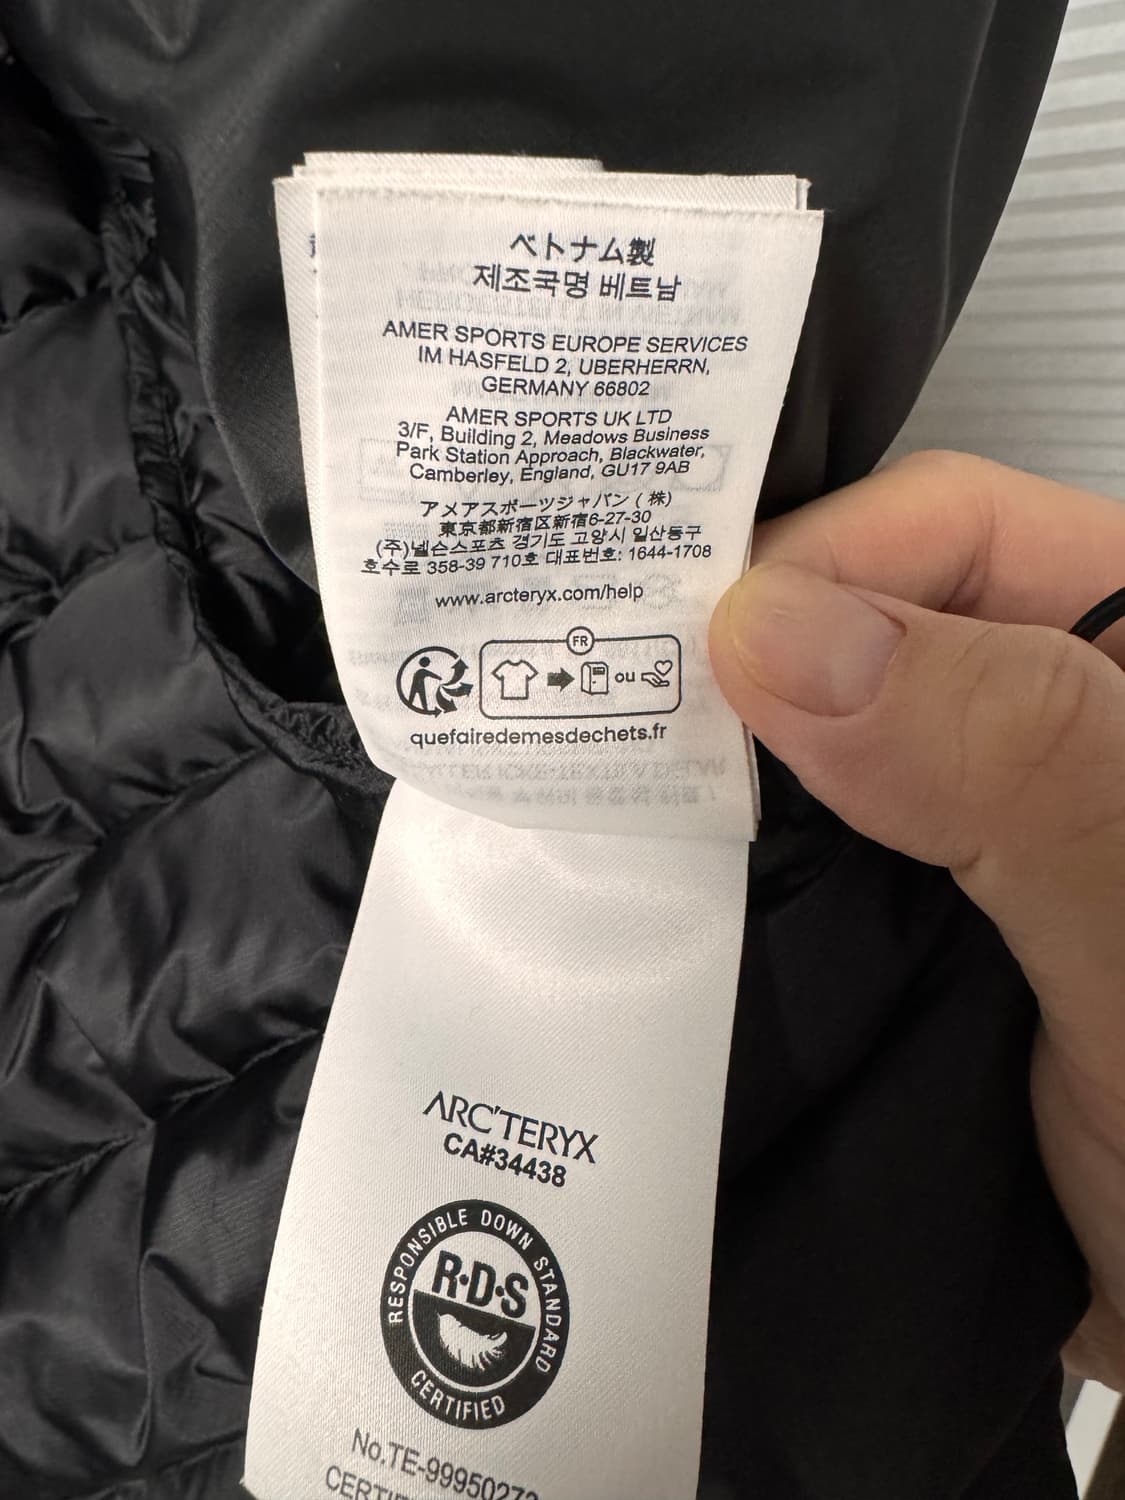 ベトナム製
제조국명 베트남
AMER SPORTS EUROPE SERVICES
IM HASFELD 2, UBERHERRN,
GERMANY 66802
AMER SPORTS UK LTD
3/F, Building 2, Meadows Business
Park Station Approach, Blackwater,
Camberley, England, GU17 9AB
アメアスポーツジャパン (株)
東京都新宿区新宿6-27-30
(주)넬슨스포츠 경기도 고양시 일산동구
호수로 358-39 710호 대표번호: 1644-1708
www.arcteryx.com/help
FR
ou
quefairedemesdechets.fr
ARC'TERYX
CA#34438
RESPONSIBLE DOWN STANDARD
R·D·S
CERTIFIED